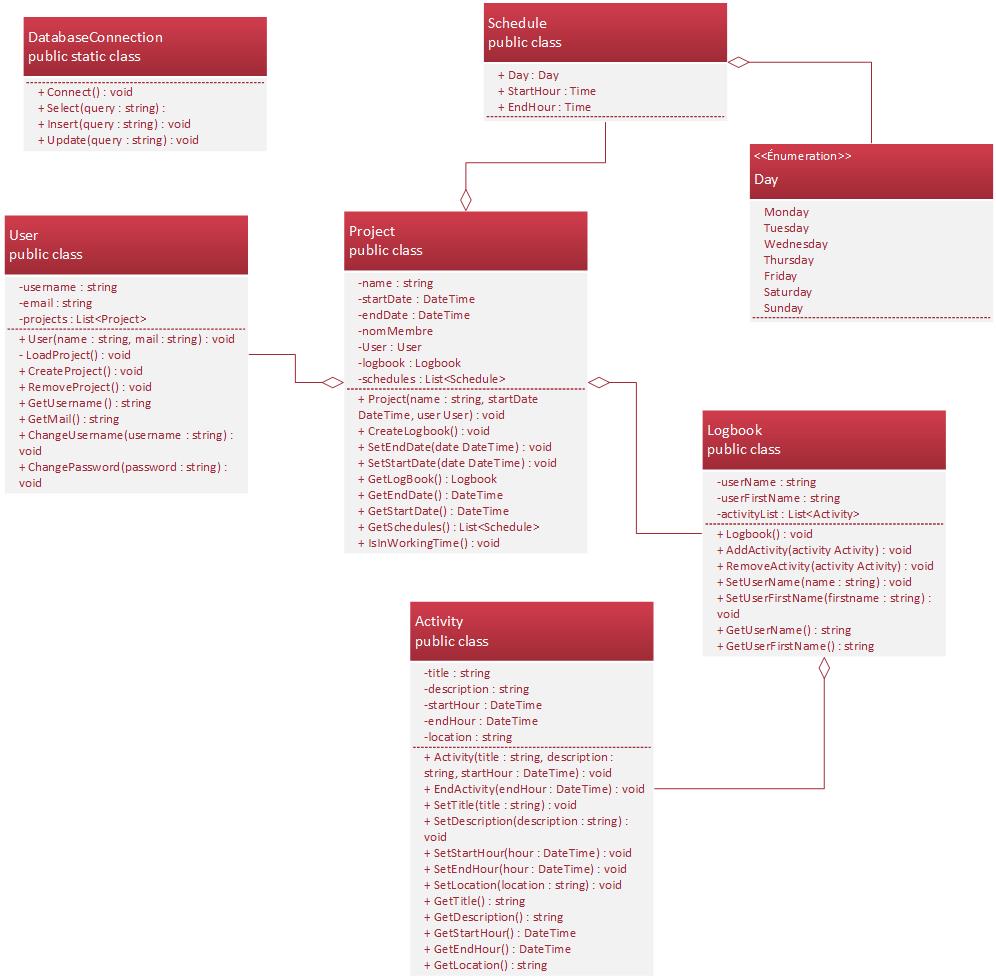 DatabaseConnection
public static class
+ Connect() : void
+ Select(query : string) :
+ Insert(query : string) : void
+ Update(query : string) : void
Schedule
public class
+ Day : Day
+ StartHour : Time
+ EndHour : Time
<<Énumeration>>
Day
Monday
Tuesday
Wednesday
Thursday
Friday
Saturday
Sunday
User
public class
-username : string
-email : string
-projects : List<Project>
+ User(name : string, mail : string) : void
- LoadProject() : void
+ CreateProject() : void
+ RemoveProject() : void
+ GetUsername() : string
+ GetMail() : string
+ ChangeUsername(username : string) :
void
+ ChangePassword(password : string) :
void
Project
public class
-name : string
-startDate : DateTime
-endDate : DateTime
-nomMembre
-User : User
-logbook : Logbook
-schedules : List<Schedule>
+ Project(name : string, startDate
DateTime, user User) : void
+ CreateLogbook() : void
+ SetEndDate(date DateTime) : void
+ SetStartDate(date DateTime) : void
+ GetLogBook() : Logbook
+ GetEndDate() : DateTime
+ GetStartDate() : DateTime
+ GetSchedules() : List<Schedule>
+ IsInWorkingTime() : void
Logbook
public class
-userName : string
-userFirstName : string
-activityList : List<Activity>
+ Logbook() : void
+ AddActivity(activity Activity) : void
+ RemoveActivity(activity Activity) : void
+ SetUserName(name : string) : void
+ SetUserFirstName(firstname : string) :
void
+ GetUserName() : string
+ GetUserFirstName() : string
Activity
public class
-title : string
-description : string
-startHour : DateTime
-endHour : DateTime
-location : string
+ Activity(title : string, description :
string, startHour : DateTime) : void
+ EndActivity(endHour : DateTime) : void
+ SetTitle(title : string) : void
+ SetDescription(description : string) :
void
+ SetStartHour(hour : DateTime) : void
+ SetEndHour(hour : DateTime) : void
+ SetLocation(location : string) : void
+ GetTitle() : string
+ GetDescription() : string
+ GetStartHour() : DateTime
+ GetEndHour() : DateTime
+ GetLocation() : string